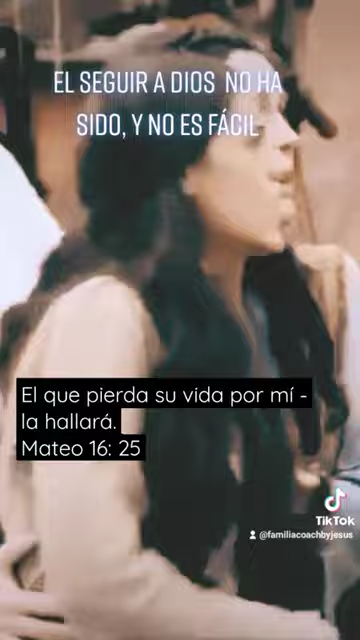 EL SEGUIR A DIOS NO HA
SIDO, Y NO ES FÁCIL
El que pierda su vida por mí -
la hallará.
Mateo 16: 25
TikTok
@familiacoachbyjesus